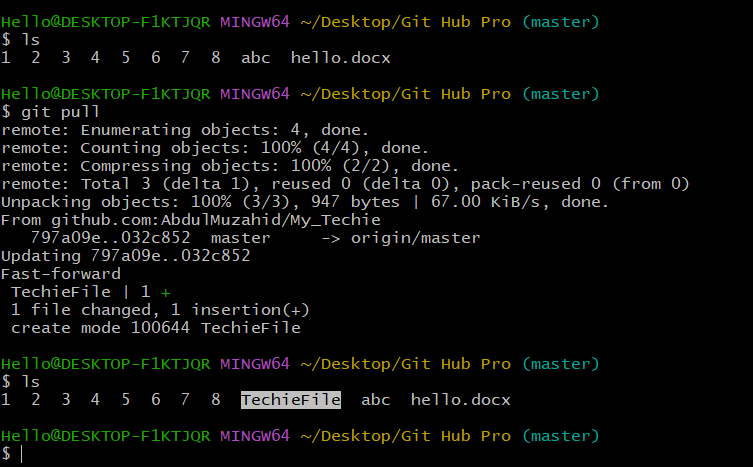 Hello@DESKTOP-F1KTJQR MINGW64 ~/Desktop/Git Hub Pro (master)
$ ls
1  2  3  4  5  6  7  8  abc  hello.docx
Hello@DESKTOP-F1KTJQR MINGW64 ~/Desktop/Git Hub Pro (master)
$ git pull
remote: Enumerating objects: 4, done.
remote: Counting objects: 100% (4/4), done.
remote: Compressing objects: 100% (2/2), done.
remote: Total 3 (delta 1), reused 0 (delta 0), pack-reused 0 (from 0)
Unpacking objects: 100% (3/3), 947 bytes | 67.00 KiB/s, done.
From github.com:AbdulMuzahid/My_Techie
   797a09e..032c852  master     -> origin/master
Updating 797a09e..032c852
Fast-forward
 TechieFile | 1 +
 1 file changed, 1 insertion(+)
 create mode 100644 TechieFile
Hello@DESKTOP-F1KTJQR MINGW64 ~/Desktop/Git Hub Pro (master)
$ ls
1  2  3  4  5  6  7  8  TechieFile  abc  hello.docx
Hello@DESKTOP-F1KTJQR MINGW64 ~/Desktop/Git Hub Pro (master)
$